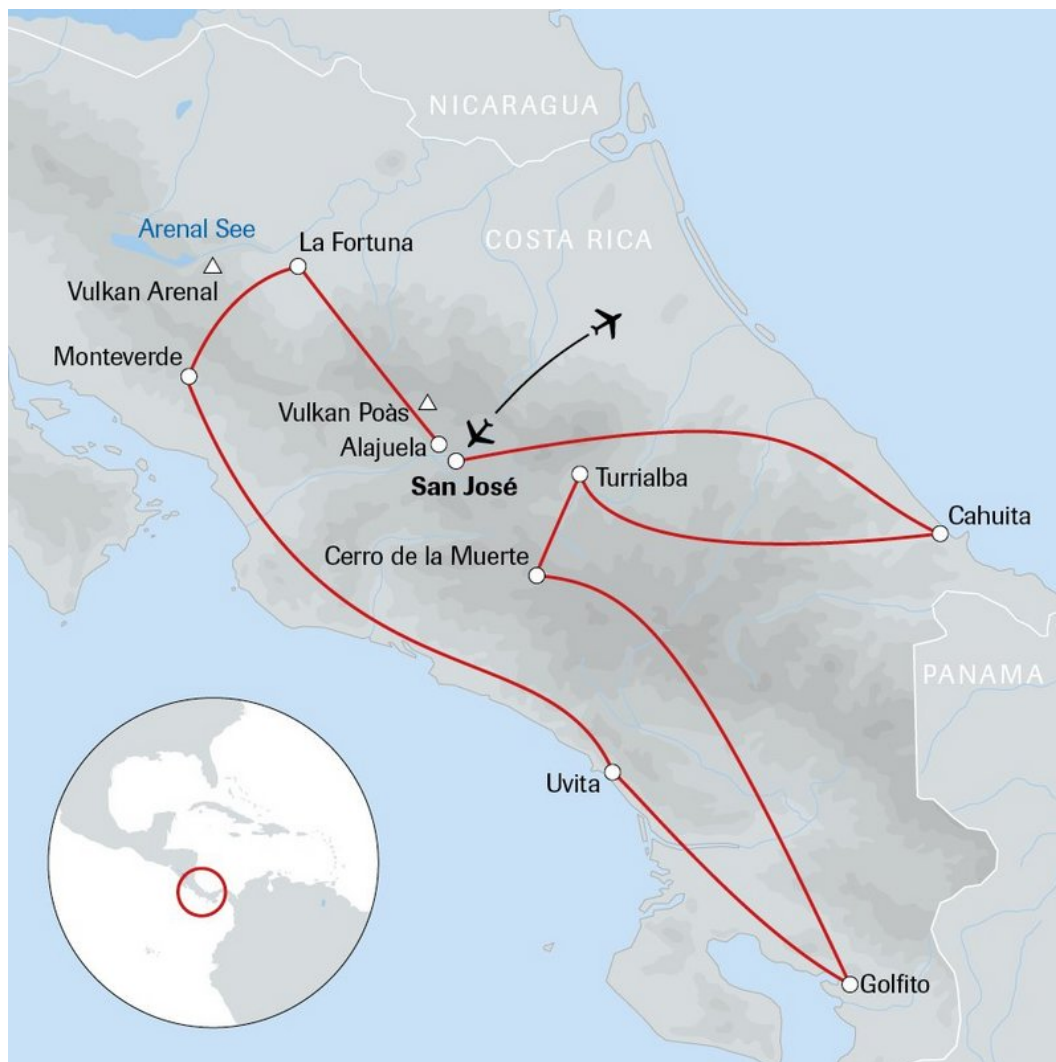 NICARAGUA
Arenal See
La Fortuna
COSTA RICA
Vulkan Arenal
Monteverde
Vulkan Poàs
Alajuela
San José
Turrialba
Cahuita
Cerro de la Muerte
PANAMA
Uvita
Golfito